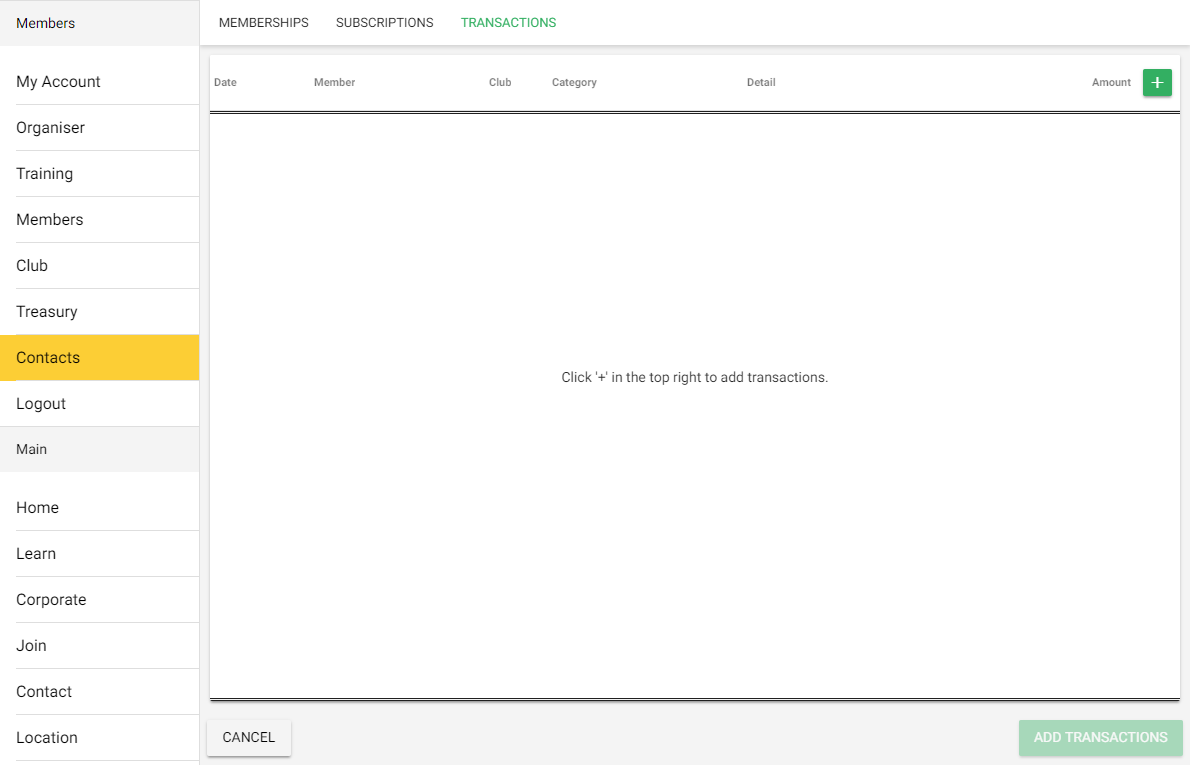 Members
My Account
Organiser
Training
Members
Club
Treasury
Contacts
Logout
Main
Home
Learn
Corporate
Join
Contact
Location
MEMBERSHIPS SUBSCRIPTIONS TRANSACTIONS
Date Member Club Category Detail Amount +
Click '+' in the top right to add transactions.
CANCEL ADD TRANSACTIONS